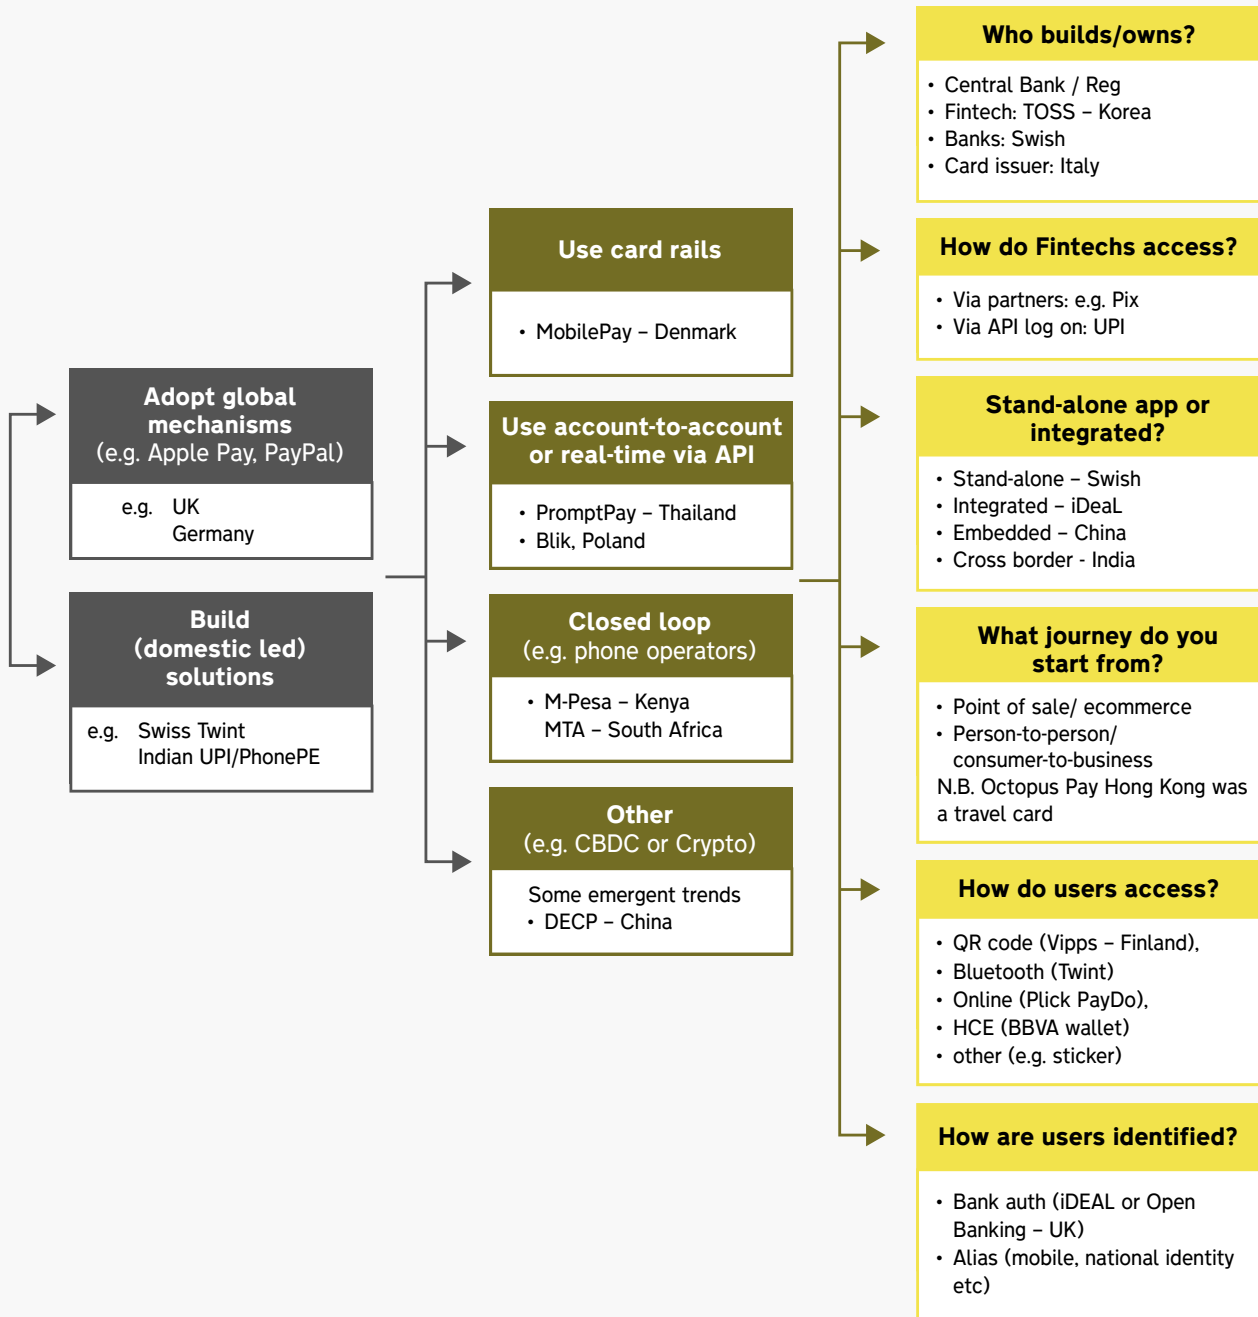 Adopt global
mechanisms
(e.g. Apple Pay, PayPal)
e.g. UK
Germany
Build
(domestic led)
solutions
e.g. Swiss Twint
Indian UPI/PhonePE
Use card rails
• MobilePay – Denmark
Use account-to-account
or real-time via API
• PromptPay – Thailand
• Blik, Poland
Closed loop
(e.g. phone operators)
• M-Pesa – Kenya
MTA – South Africa
Other
(e.g. CBDC or Crypto)
Some emergent trends
• DECP – China
Who builds/owns?
• Central Bank / Reg
• Fintech: TOSS – Korea
• Banks: Swish
• Card issuer: Italy
How do Fintechs access?
• Via partners: e.g. Pix
• Via API log on: UPI
Stand-alone app or
integrated?
• Stand-alone – Swish
• Integrated – iDeaL
• Embedded – China
• Cross border - India
What journey do you
start from?
• Point of sale/ ecommerce
• Person-to-person/
consumer-to-business
N.B. Octopus Pay Hong Kong was
a travel card
How do users access?
• QR code (Vipps – Finland),
• Bluetooth (Twint)
• Online (Plick PayDo),
• HCE (BBVA wallet)
• other (e.g. sticker)
How are users identified?
• Bank auth (iDEAL or Open
Banking – UK)
• Alias (mobile, national identity
etc)